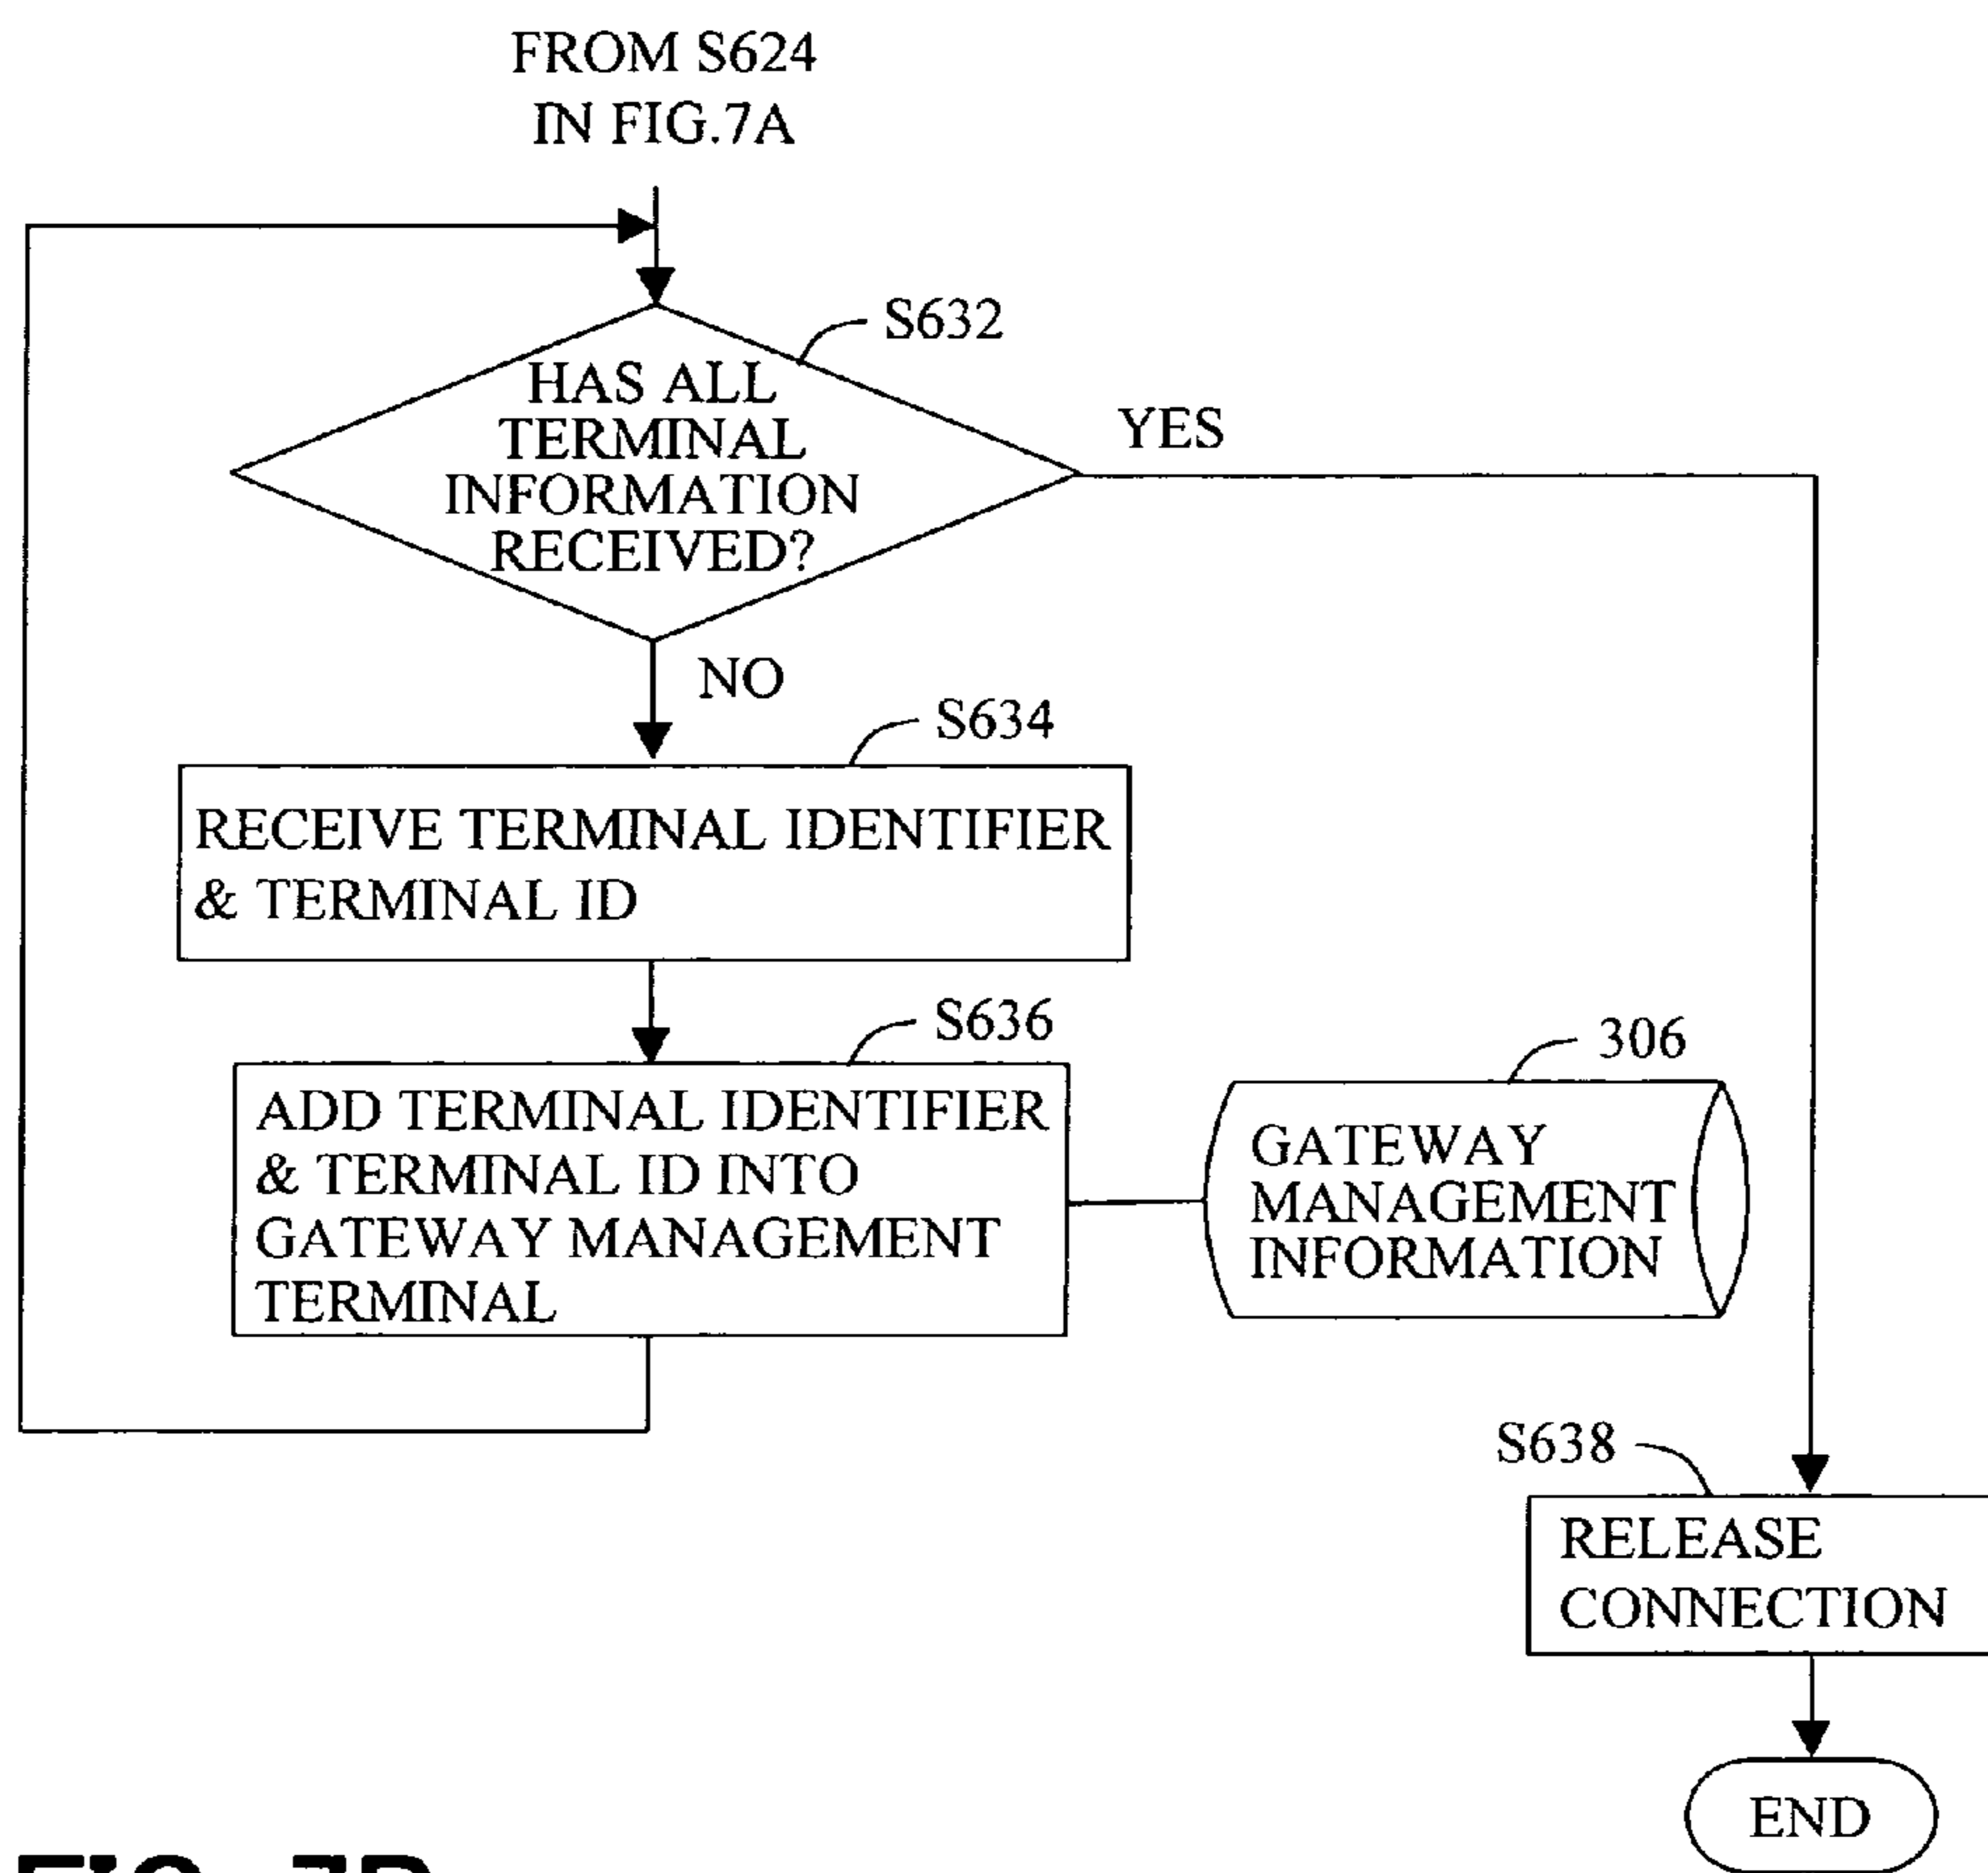 FROM S624
IN FIG.7A
S632
HAS ALL
TERMINAL
INFORMATION
RECEIVED?
YES
NO
S634
RECEIVE TERMINAL IDENTIFIER
& TERMINAL ID
S636
ADD TERMINAL IDENTIFIER
& TERMINAL ID INTO
GATEWAY MANAGEMENT
TERMINAL
306
GATEWAY
MANAGEMENT
INFORMATION
S638
RELEASE
CONNECTION
END